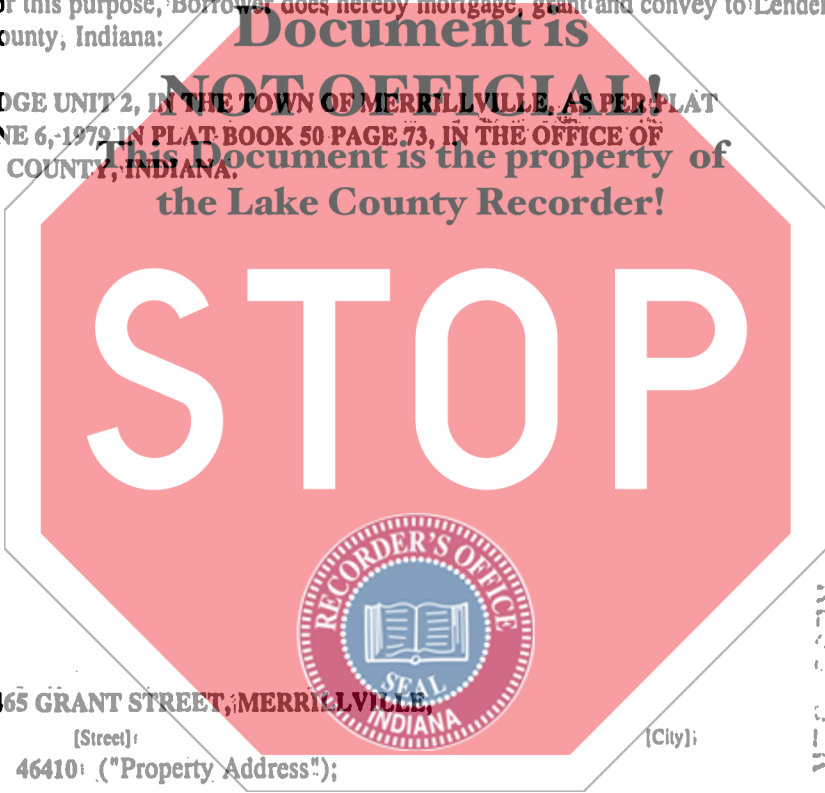 r this purpose, Borrower does hereby mortgage, grant and convey to Lender
ounty, Indiana:
Document is
NOT OFFICIAL!
This Document is the property of
the Lake County Recorder!
DGE UNIT 2, IN THE TOWN OF MERRILLVILLE, AS PER PLAT
NE 6, 1979 IN PLAT BOOK 50 PAGE 73, IN THE OFFICE OF
COUNTY, INDIANA.
STOP
RECORDER'S OFFICE
SEAL
INDIANA
465 GRANT STREET, MERRILLVILLE,
[Street] [City]
46410 ("Property Address");